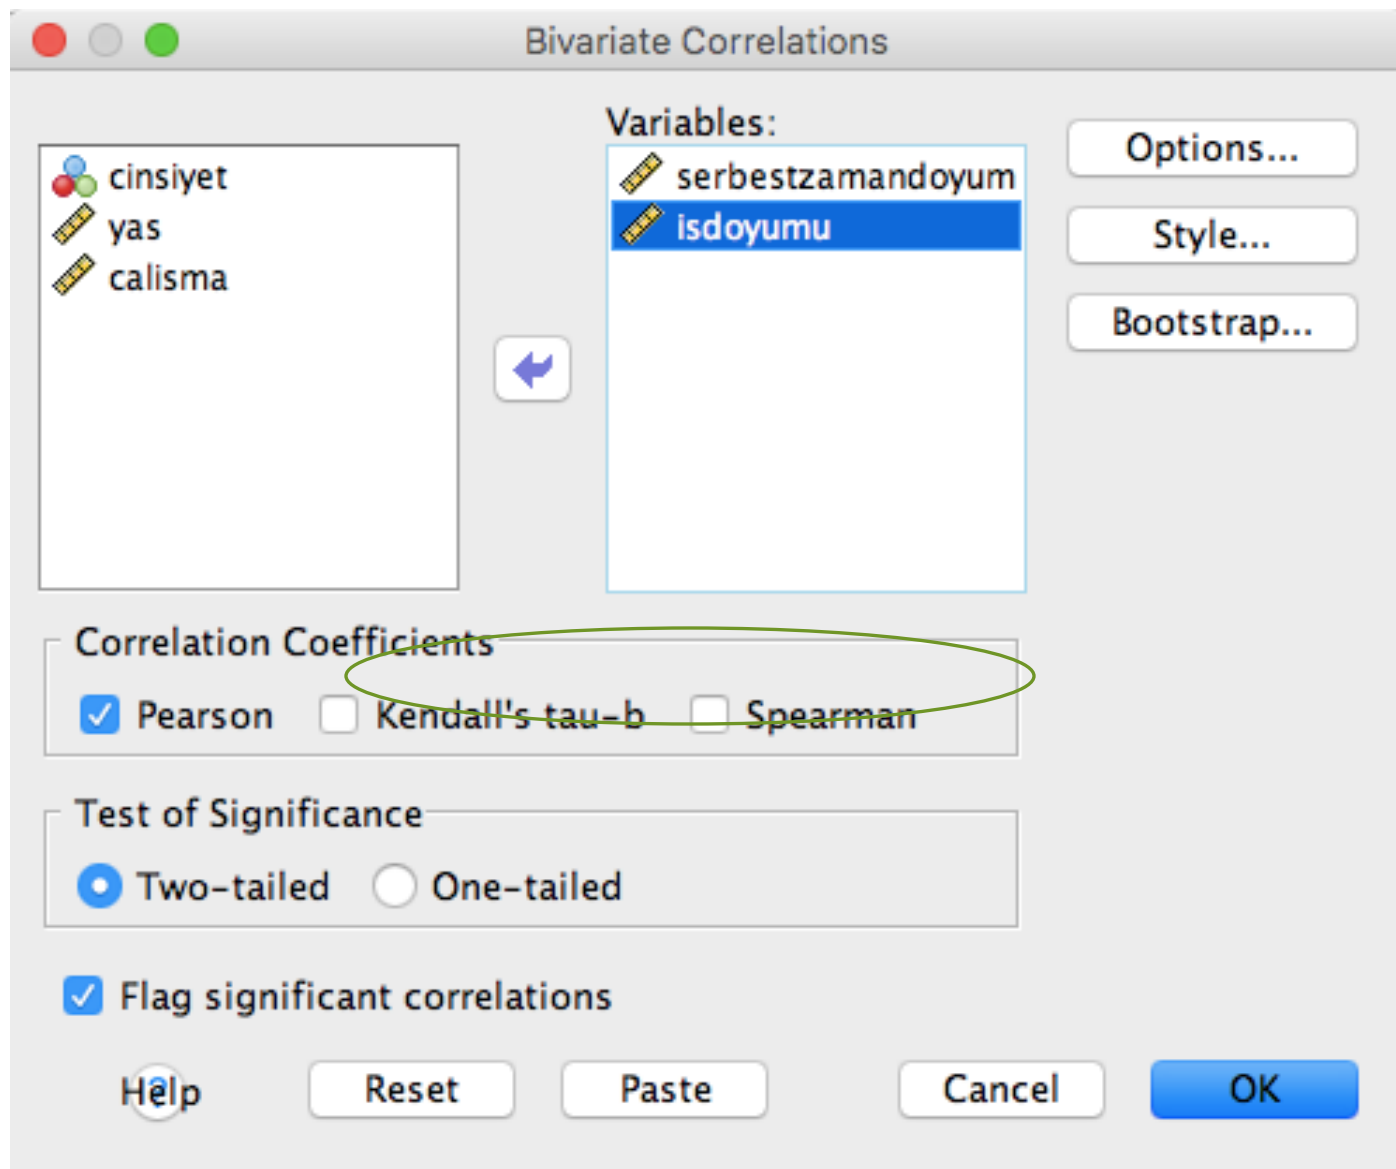 Bivariate Correlations
Variables:
cinsiyet
yas
calisma
serbestzamandoyum
isdoyumu
Options...
Style...
Bootstrap...
Correlation Coefficients
Pearson Kendall's tau-b Spearman
Test of Significance
Two-tailed One-tailed
Flag significant correlations
Help Reset Paste Cancel OK